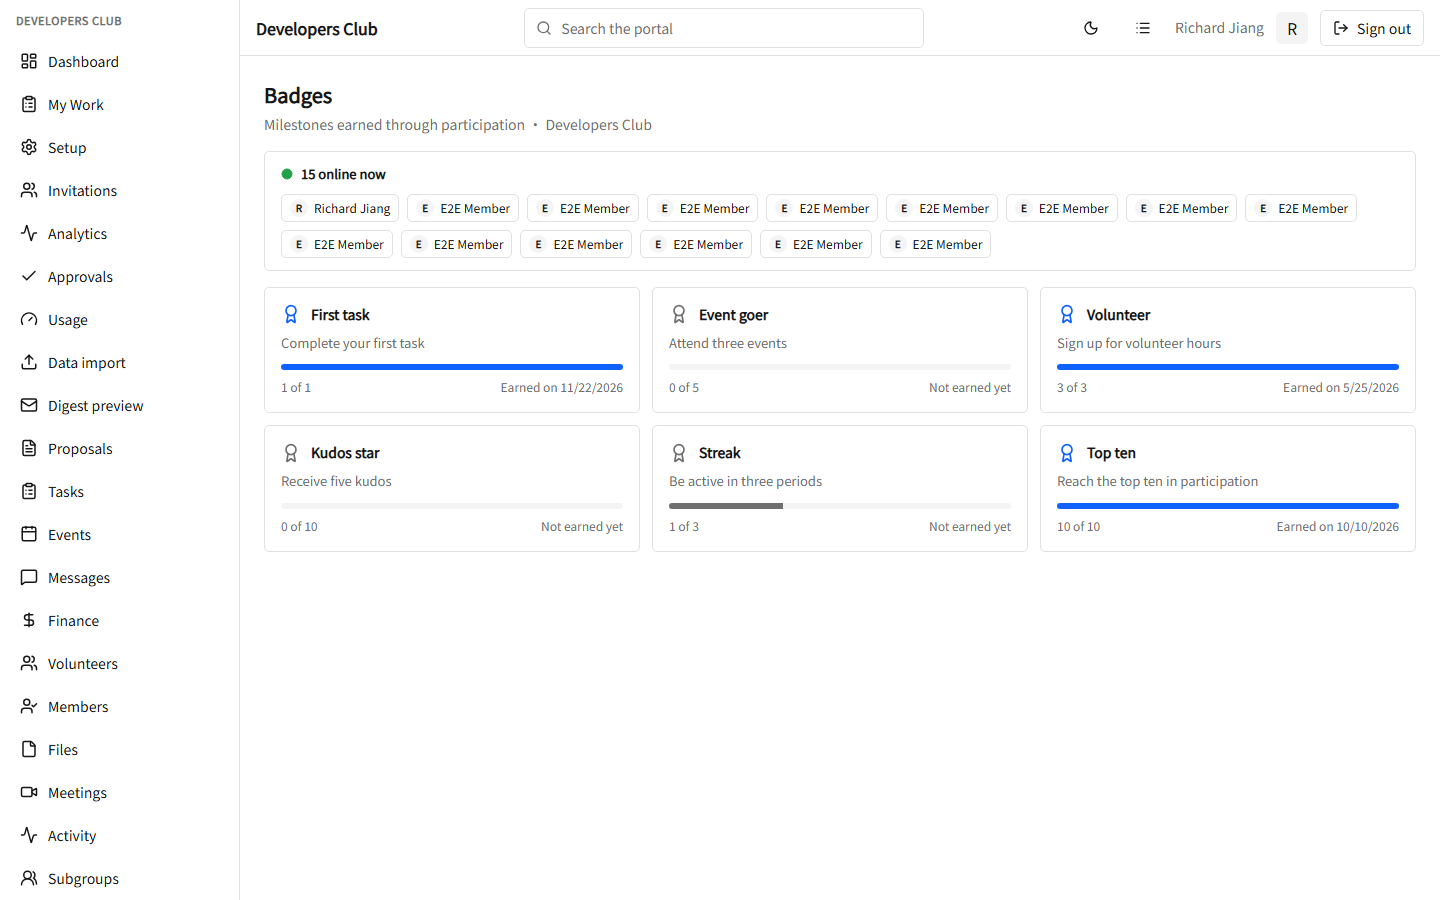 DEVELOPERS CLUB
Dashboard
My Work
Setup
Invitations
Analytics
Approvals
Usage
Data import
Digest preview
Proposals
Tasks
Events
Messages
Finance
Volunteers
Members
Files
Meetings
Activity
Subgroups
Developers Club
Search the portal
Richard Jiang R Sign out
Badges
Milestones earned through participation • Developers Club
15 online now
R Richard Jiang E E2E Member E E2E Member E E2E Member E E2E Member E E2E Member E E2E Member E E2E Member E E2E Member
E E2E Member E E2E Member E E2E Member E E2E Member E E2E Member E E2E Member
First task
Complete your first task
1 of 1 Earned on 11/22/2026
Event goer
Attend three events
0 of 5 Not earned yet
Volunteer
Sign up for volunteer hours
3 of 3 Earned on 5/25/2026
Kudos star
Receive five kudos
0 of 10 Not earned yet
Streak
Be active in three periods
1 of 3 Not earned yet
Top ten
Reach the top ten in participation
10 of 10 Earned on 10/10/2026